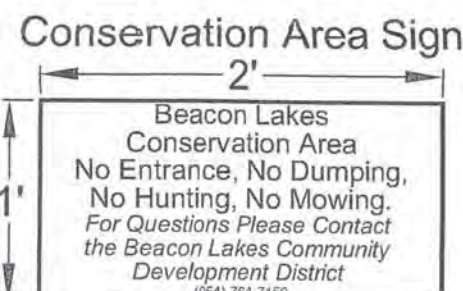 Conservation Area Sign
2'
1'
Beacon Lakes
Conservation Area
No Entrance, No Dumping,
No Hunting, No Mowing.
For Questions Please Contact
the Beacon Lakes Community
Development District